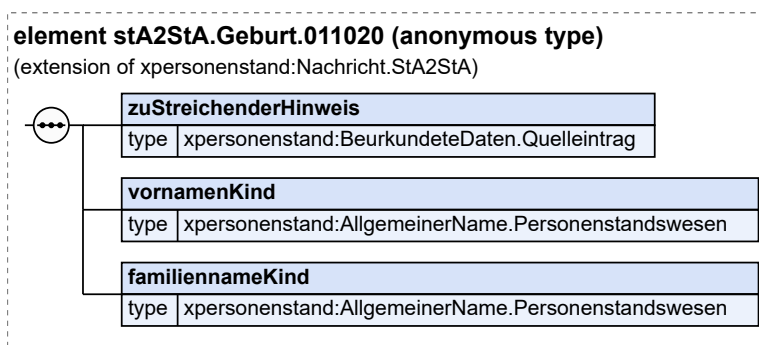 element stA2StA.Geburt.011020 (anonymous type)
(extension of xpersonenstand:Nachricht.StA2StA)
zuStreichenderHinweis
type xpersonenstand:BeurkundeteDaten.Quelleintrag
vornamenKind
type xpersonenstand:AllgemeinerName.Personenstandswesen
familiennameKind
type xpersonenstand:AllgemeinerName.Personenstandswesen